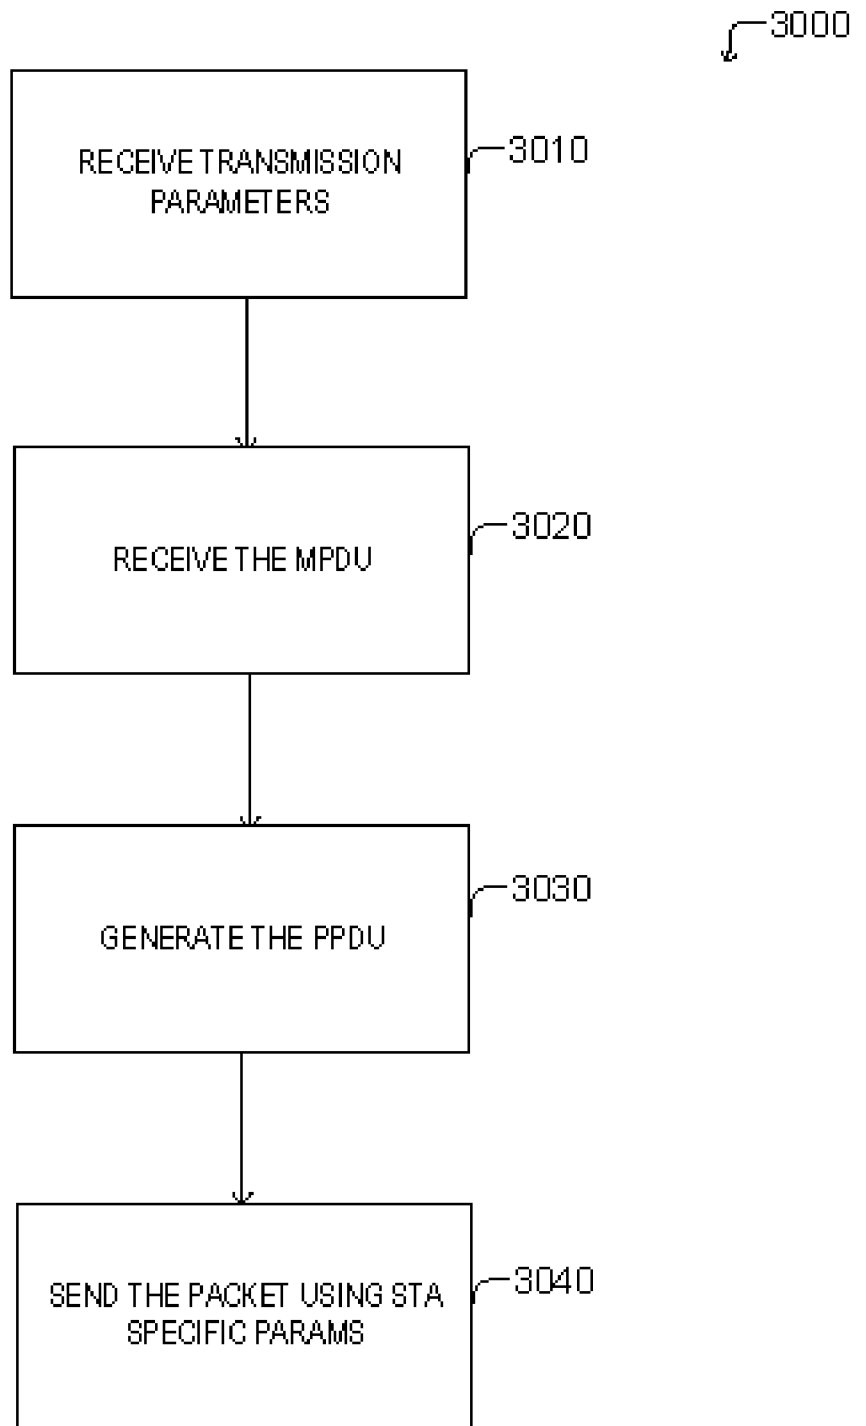 3000
RECEIVE TRANSMISSION
PARAMETERS
3010
RECEIVE THE MPDU
3020
GENERATE THE PPDU
3030
SEND THE PACKET USING STA
SPECIFIC PARAMS
3040